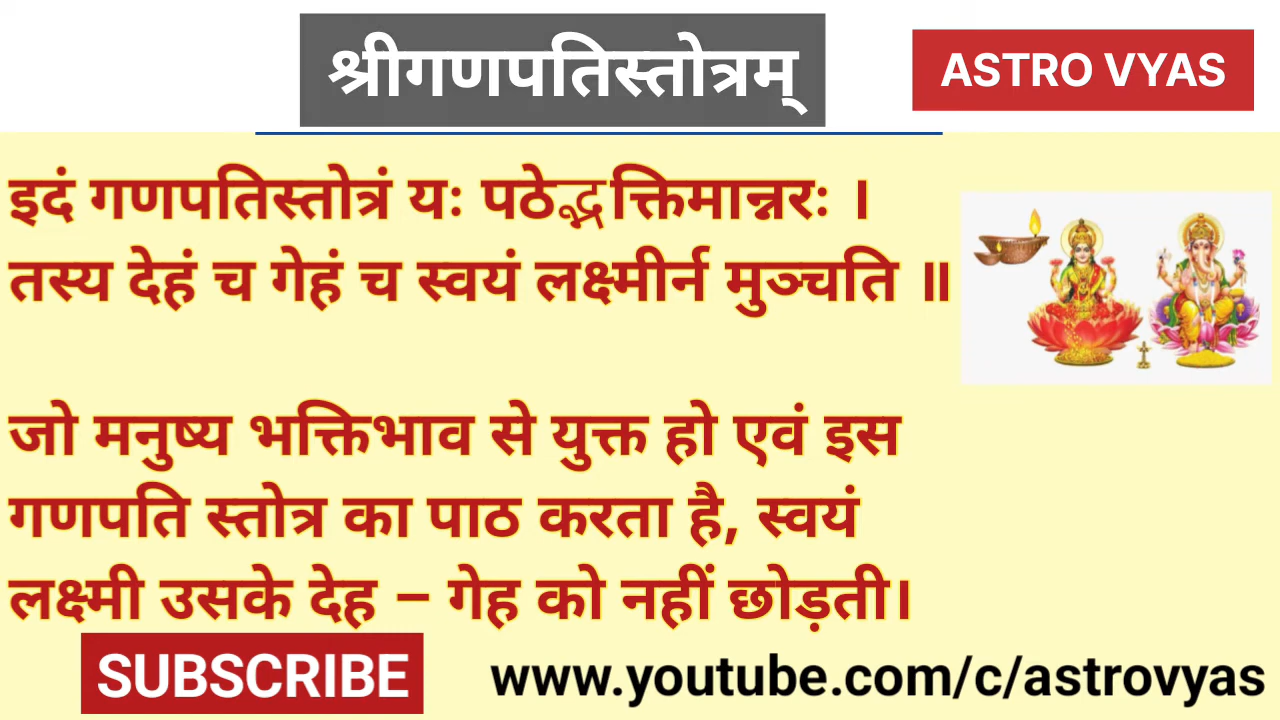 श्रीगणपतिस्तोत्रम्
ASTRO VYAS
इदं गणपतिस्तोत्रं यः पठेद्भक्तिमान्नरः ।
तस्य देहं च गेहं च स्वयं लक्ष्मीर्न मुञ्चति ॥
जो मनुष्य भक्तिभाव से युक्त हो एवं इस
गणपति स्तोत्र का पाठ करता है, स्वयं
लक्ष्मी उसके देह – गेह को नहीं छोड़ती।
SUBSCRIBE
www.youtube.com/c/astrovyas